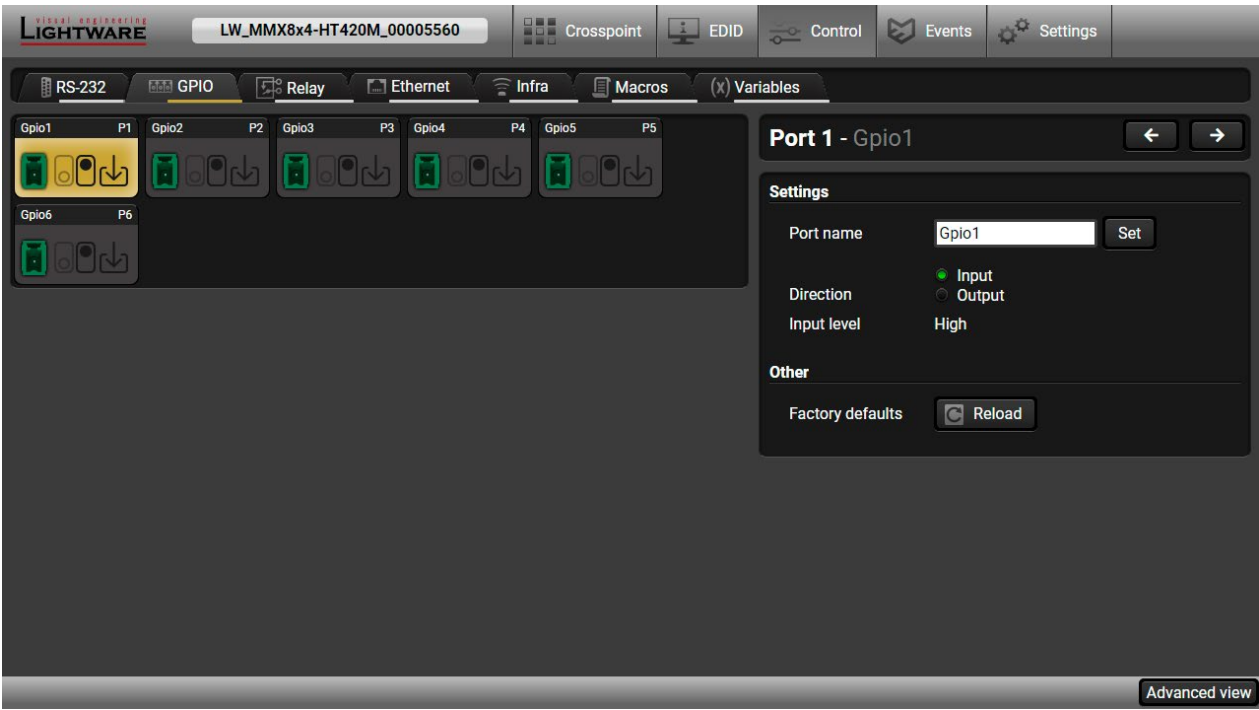 visual engineering
LIGHTWARE
LW_MMX8x4-HT420M_00005560
Crosspoint
EDID
Control
Events
Settings
RS-232
GPIO
Relay
Ethernet
Infra
Macros
(x) Variables
Gpio1 P1
Gpio2 P2
Gpio3 P3
Gpio4 P4
Gpio5 P5
Gpio6 P6
Port 1 - Gpio1
Settings
Port name Gpio1 Set
Input
Direction Output
Input level High
Other
Factory defaults Reload
Advanced view